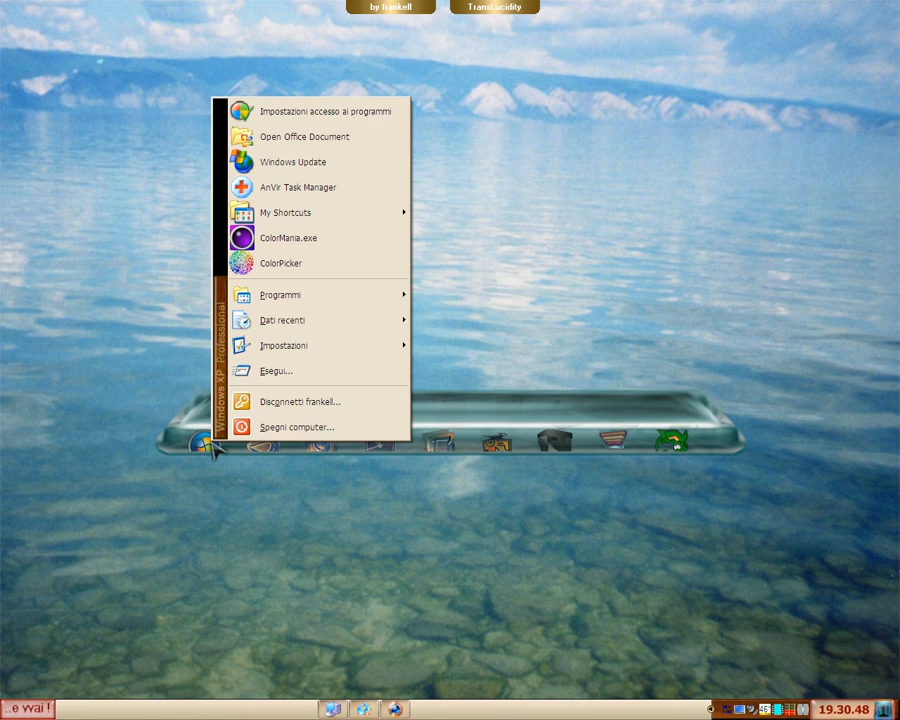 by frankell
TransLucidity
Impostazioni accesso ai programmi
Open Office Document
Windows Update
AnVir Task Manager
My Shortcuts
ColorMania.exe
ColorPicker
Programmi
Dati recenti
Impostazioni
Esegui...
Disconnetti frankell...
Spegni computer...
Windows XP Professional
..e vvai !
46°
19.30.48